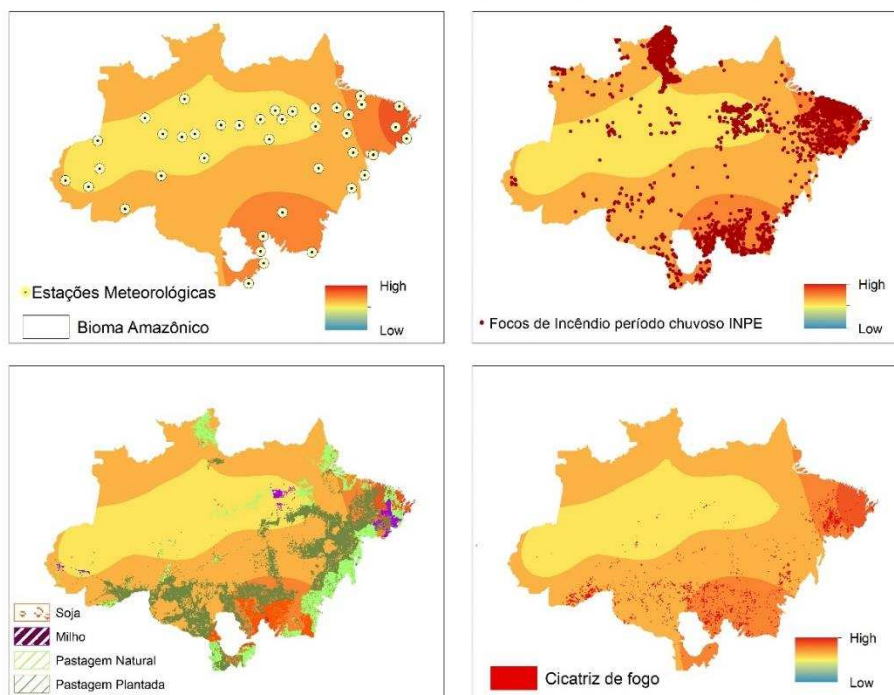 Estações Meteorológicas
Bioma Amazônico
High
Low
Focos de Incêndio período chuvoso INPE
High
Low
Soja
Milho
Pastagem Natural
Pastagem Plantada
Cicatriz de fogo
High
Low